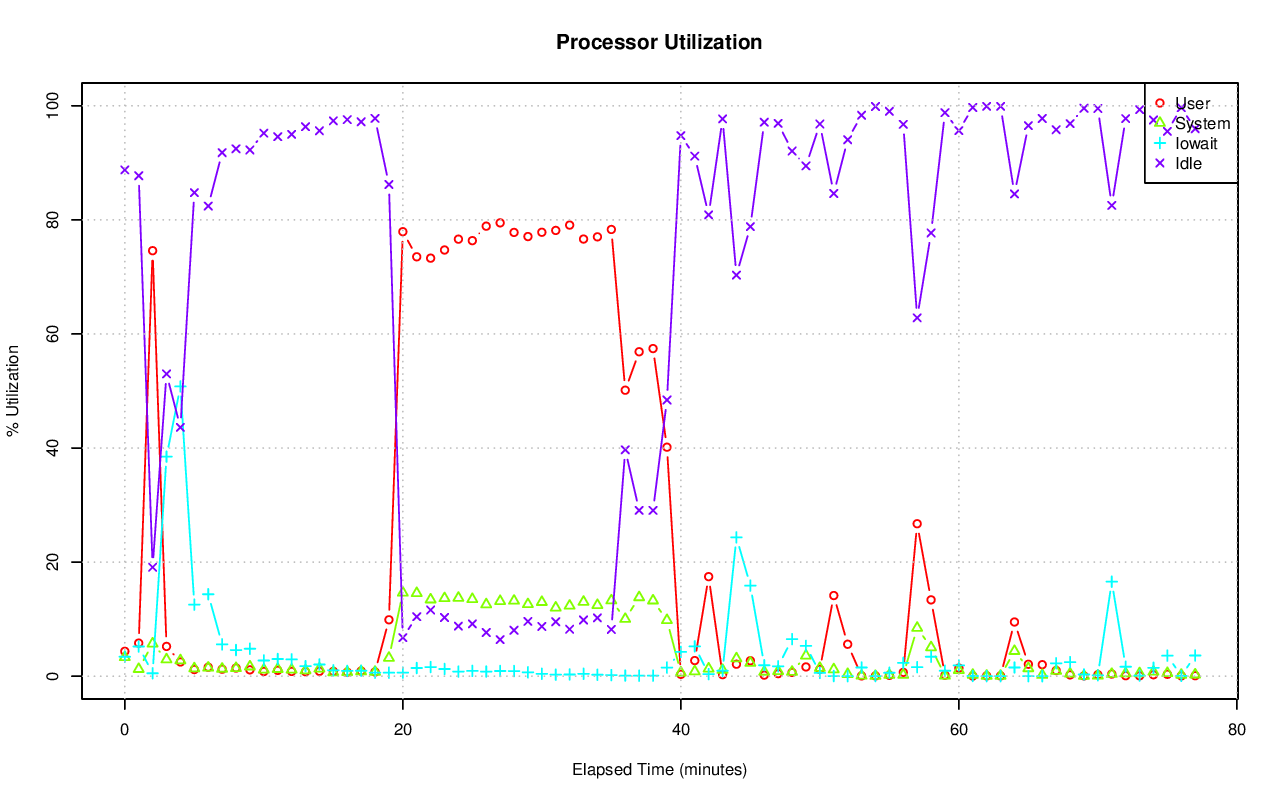 Processor Utilization
% Utilization
100
80
60
40
20
0
User
System
Iowait
Idle
0 20 40 60 80
Elapsed Time (minutes)